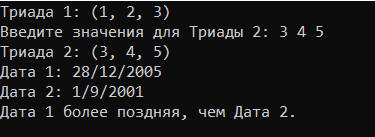 Триада 1: (1, 2, 3)
Введите значения для Триады 2: 3 4 5
Триада 2: (3, 4, 5)
Дата 1: 28/12/2005
Дата 2: 1/9/2001
Дата 1 более поздняя, чем Дата 2.